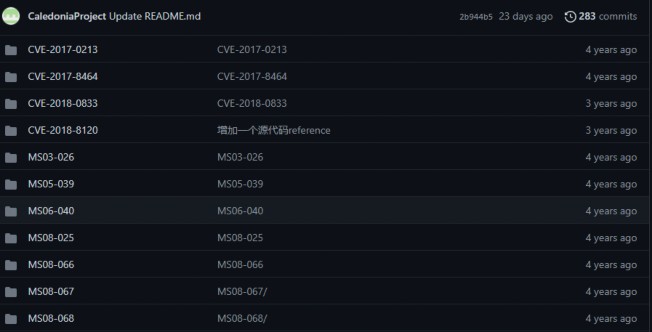 CaledoniaProject Update README.md 2b944b5 23 days ago 283 commits
CVE-2017-0213 CVE-2017-0213 4 years ago
CVE-2017-8464 CVE-2017-8464 4 years ago
CVE-2018-0833 CVE-2018-0833 3 years ago
CVE-2018-8120 增加一个源代码reference 3 years ago
MS03-026 MS03-026 4 years ago
MS05-039 MS05-039 4 years ago
MS06-040 MS06-040 4 years ago
MS08-025 MS08-025 4 years ago
MS08-066 MS08-066 4 years ago
MS08-067 MS08-067/ 4 years ago
MS08-068 MS08-068/ 4 years ago